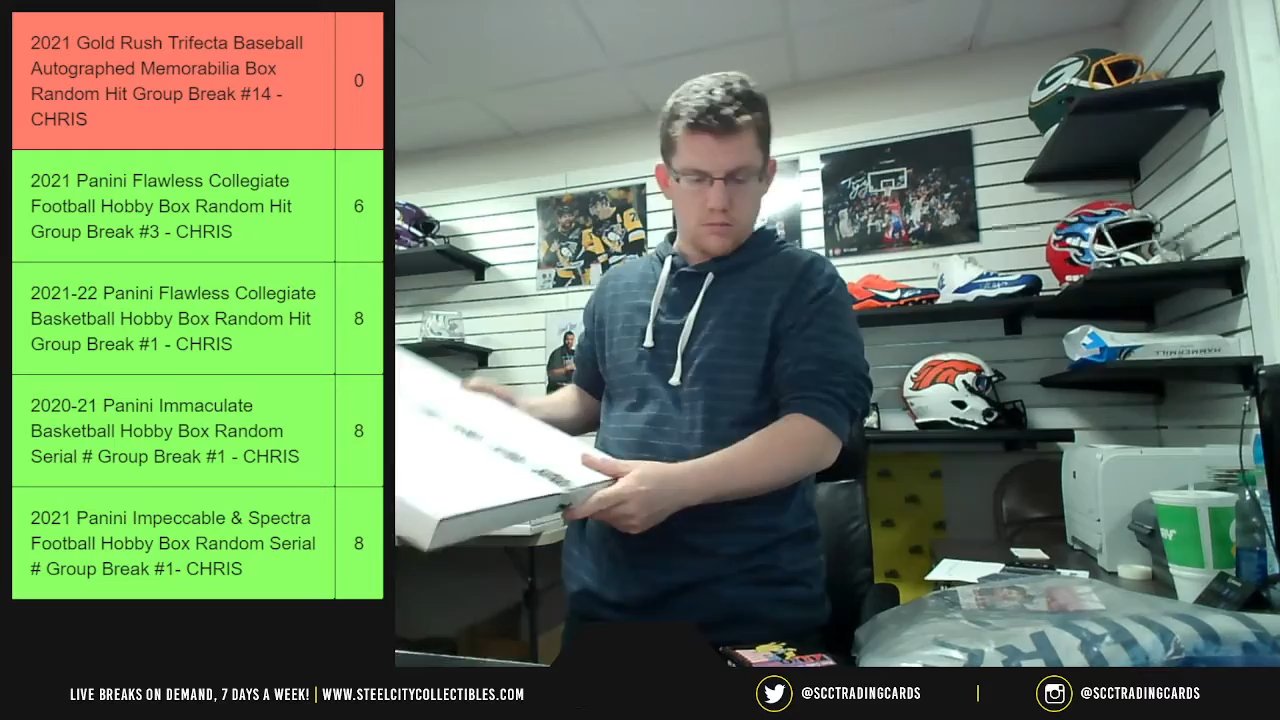 2021 Gold Rush Trifecta Baseball
Autographed Memorabilia Box
Random Hit Group Break #14 -
CHRIS
0
2021 Panini Flawless Collegiate
Football Hobby Box Random Hit
Group Break #3 - CHRIS
6
2021-22 Panini Flawless Collegiate
Basketball Hobby Box Random Hit
Group Break #1 - CHRIS
8
2020-21 Panini Immaculate
Basketball Hobby Box Random
Serial # Group Break #1 - CHRIS
8
2021 Panini Impeccable & Spectra
Football Hobby Box Random Serial
# Group Break #1- CHRIS
8
HAMMERMILL
LIVE BREAKS ON DEMAND, 7 DAYS A WEEK! | WWW.STEELCITYCOLLECTIBLES.COM
@SCCTRADINGCARDS | @SCCTRADINGCARDS